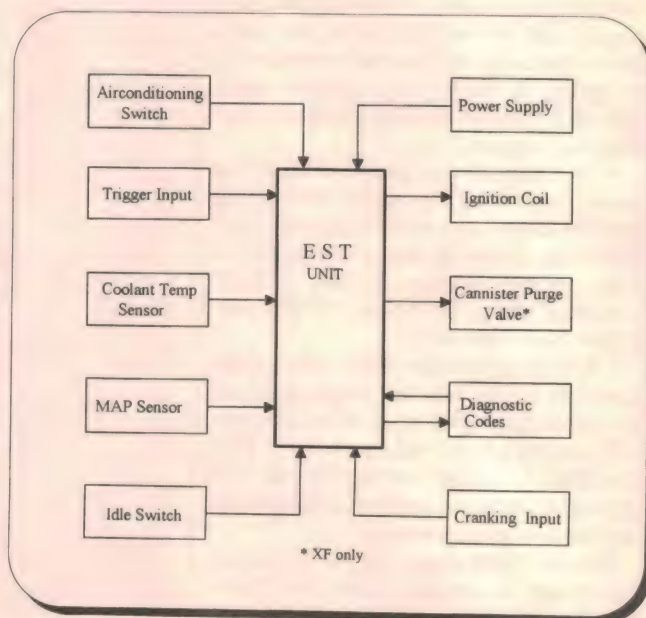 Airconditioning
Switch
Power Supply
Trigger Input
Ignition Coil
E S T
UNIT
Coolant Temp
Sensor
Cannister Purge
Valve*
MAP Sensor
Diagnostic
Codes
Idle Switch
Cranking Input
* XF only